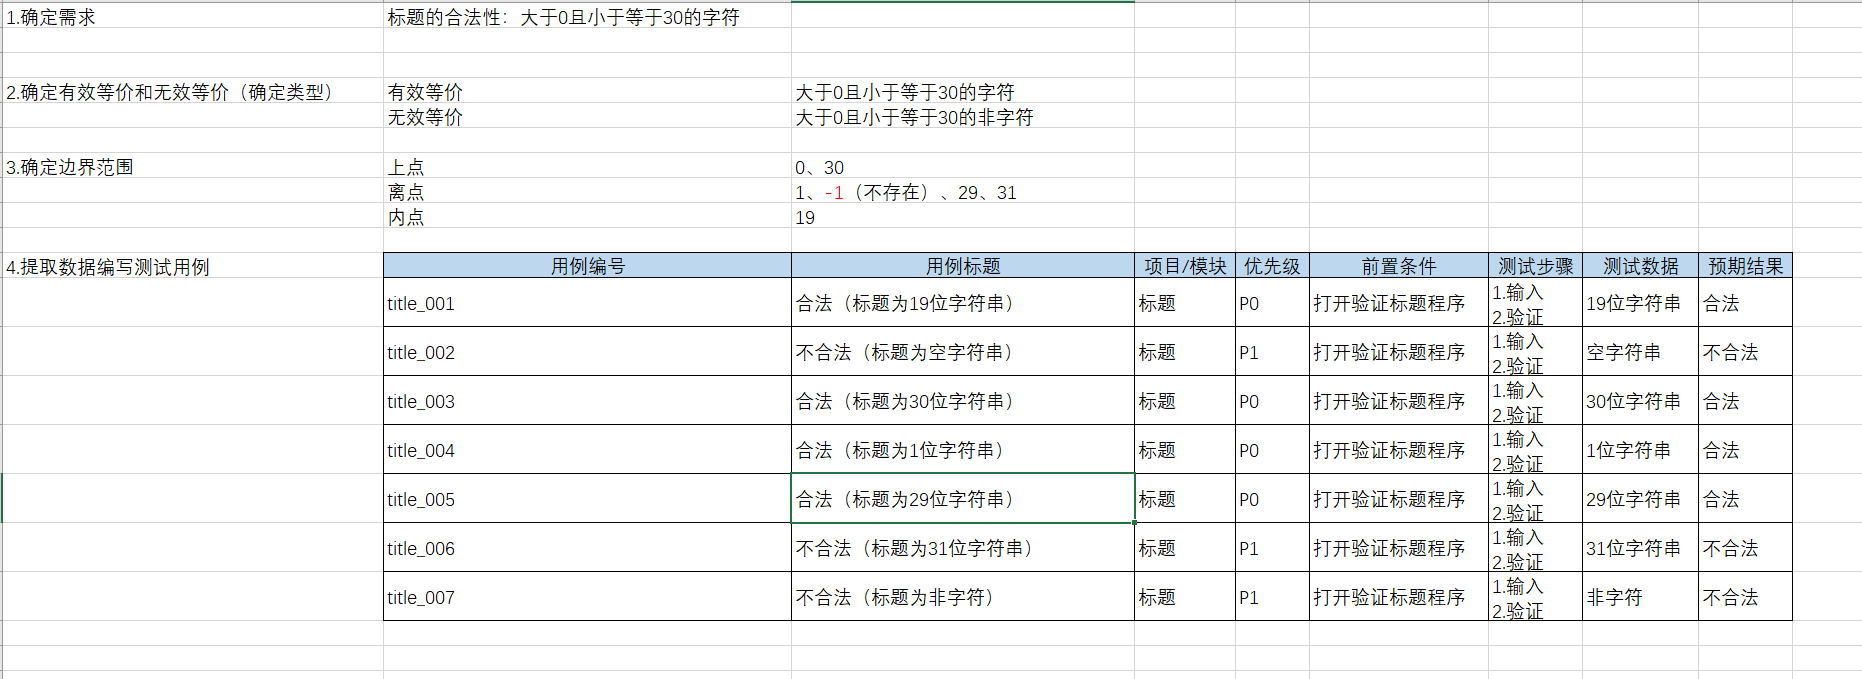 1.确定需求 标题的合法性：大于0且小于等于30的字符
2.确定有效等价和无效等价（确定类型） 有效等价 大于0且小于等于30的字符
无效等价 大于0且小于等于30的非字符
3.确定边界范围 上点 0、30
离点 1、-1（不存在）、29、31
内点 19
4.提取数据编写测试用例 用例编号 用例标题 项目/模块 优先级 前置条件 测试步骤 测试数据 预期结果
title_001 合法（标题为19位字符串） 标题 P0 打开验证标题程序 1.输入 2.验证 19位字符串 合法
title_002 不合法（标题为空字符串） 标题 P1 打开验证标题程序 1.输入 2.验证 空字符串 不合法
title_003 合法（标题为30位字符串） 标题 P0 打开验证标题程序 1.输入 2.验证 30位字符串 合法
title_004 合法（标题为1位字符串） 标题 P0 打开验证标题程序 1.输入 2.验证 1位字符串 合法
title_005 合法（标题为29位字符串） 标题 P0 打开验证标题程序 1.输入 2.验证 29位字符串 合法
title_006 不合法（标题为31位字符串） 标题 P1 打开验证标题程序 1.输入 2.验证 31位字符串 不合法
title_007 不合法（标题为非字符） 标题 P1 打开验证标题程序 1.输入 2.验证 非字符 不合法